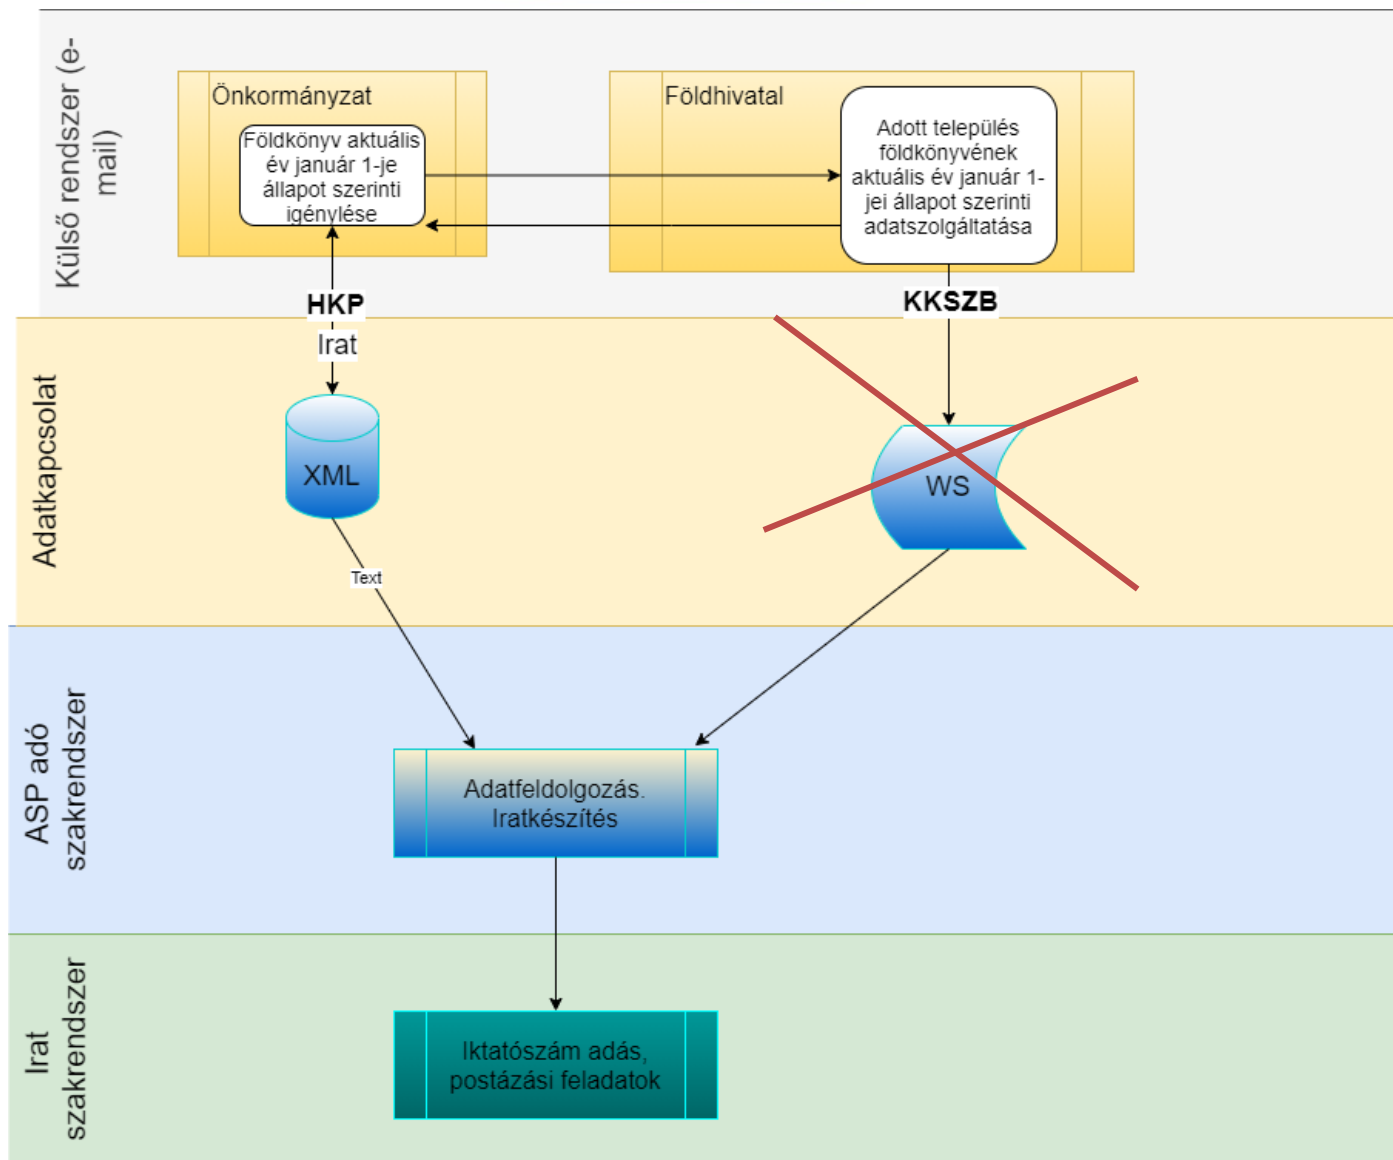 Külső rendszer (e-
mail)
Önkormányzat
Földkönyv aktuális
év január 1-je
állapot szerinti
igénylése
Földhivatal
Adott település
földkönyvének
aktuális év január 1-
jei állapot szerinti
adatszolgáltatása
HKP
Irat
KKSZB
Adatkapcsolat
XML
WS
Text
ASP adó
szakrendszer
Adatfeldolgozás.
Iratkészítés
Irat
szakrendszer
Iktatószám adás,
postázási feladatok